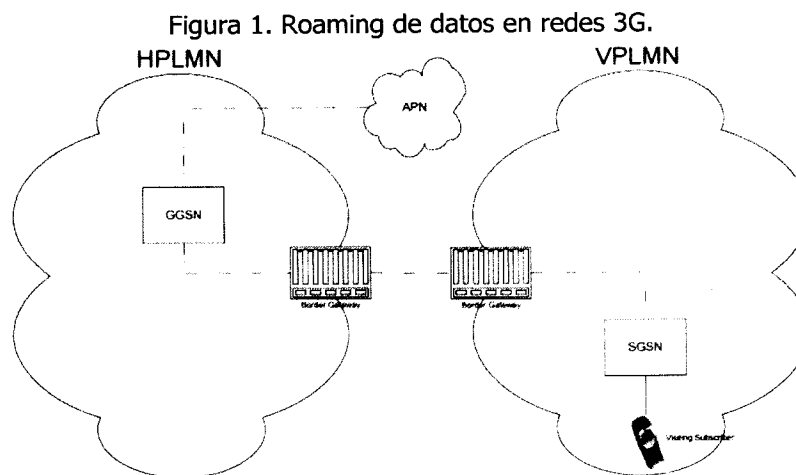 Figura 1. Roaming de datos en redes 3G.
HPLMN
VPLMN
APN
GGSN
Border Gateway
Border Gateway
SGSN
Visiting Subscriber